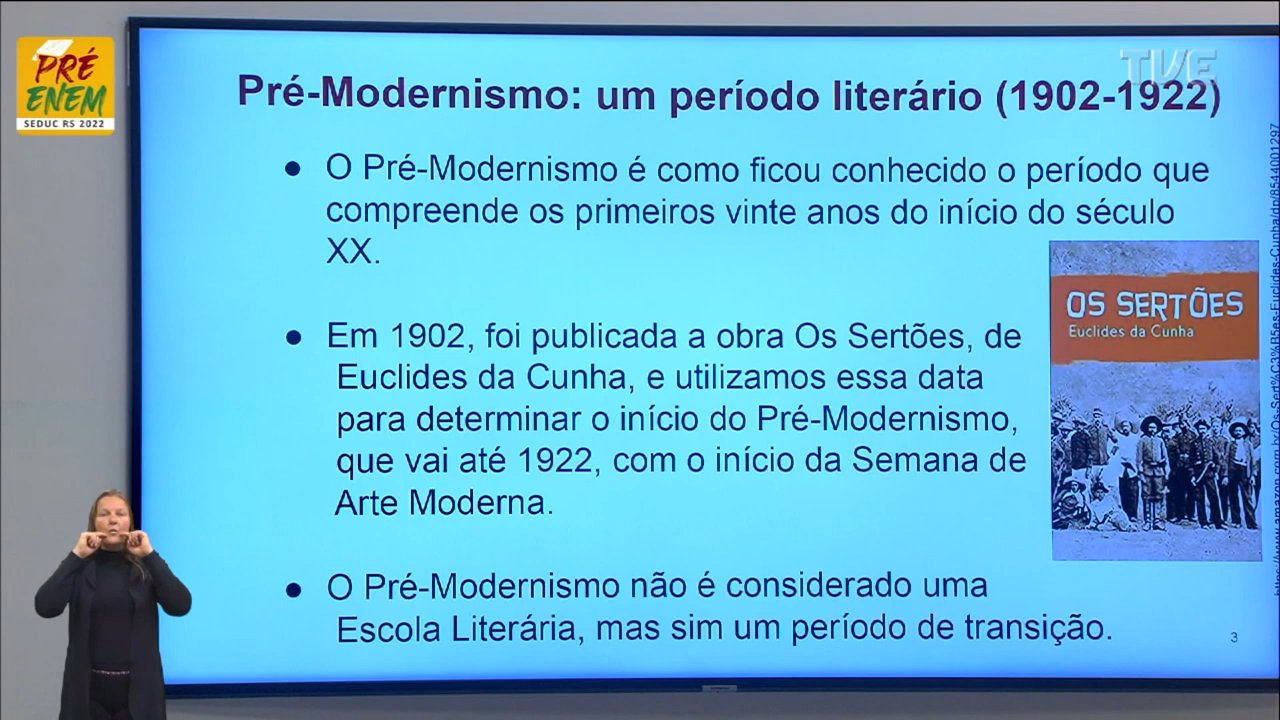 PRÉ
ENEM
SEDUC RS 2022
TVE
Pré-Modernismo: um período literário (1902-1922)
● O Pré-Modernismo é como ficou conhecido o período que
compreende os primeiros vinte anos do início do século
XX.
● Em 1902, foi publicada a obra Os Sertões, de
Euclides da Cunha, e utilizamos essa data
para determinar o início do Pré-Modernismo,
que vai até 1922, com o início da Semana de
Arte Moderna.
● O Pré-Modernismo não é considerado uma
Escola Literária, mas sim um período de transição.
OS SERTÕES
Euclides da Cunha
3